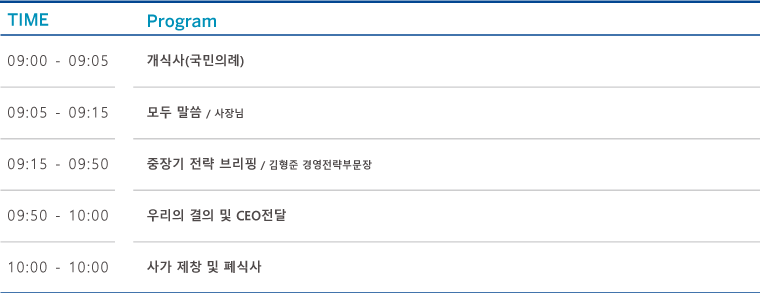 TIME Program
09:00 - 09:05 개식사(국민의례)
09:05 - 09:15 모두 말씀 / 사장님
09:15 - 09:50 중장기 전략 브리핑 / 김형준 경영전략부문장
09:50 - 10:00 우리의 결의 및 CEO전달
10:00 - 10:00 사가 제창 및 폐식사